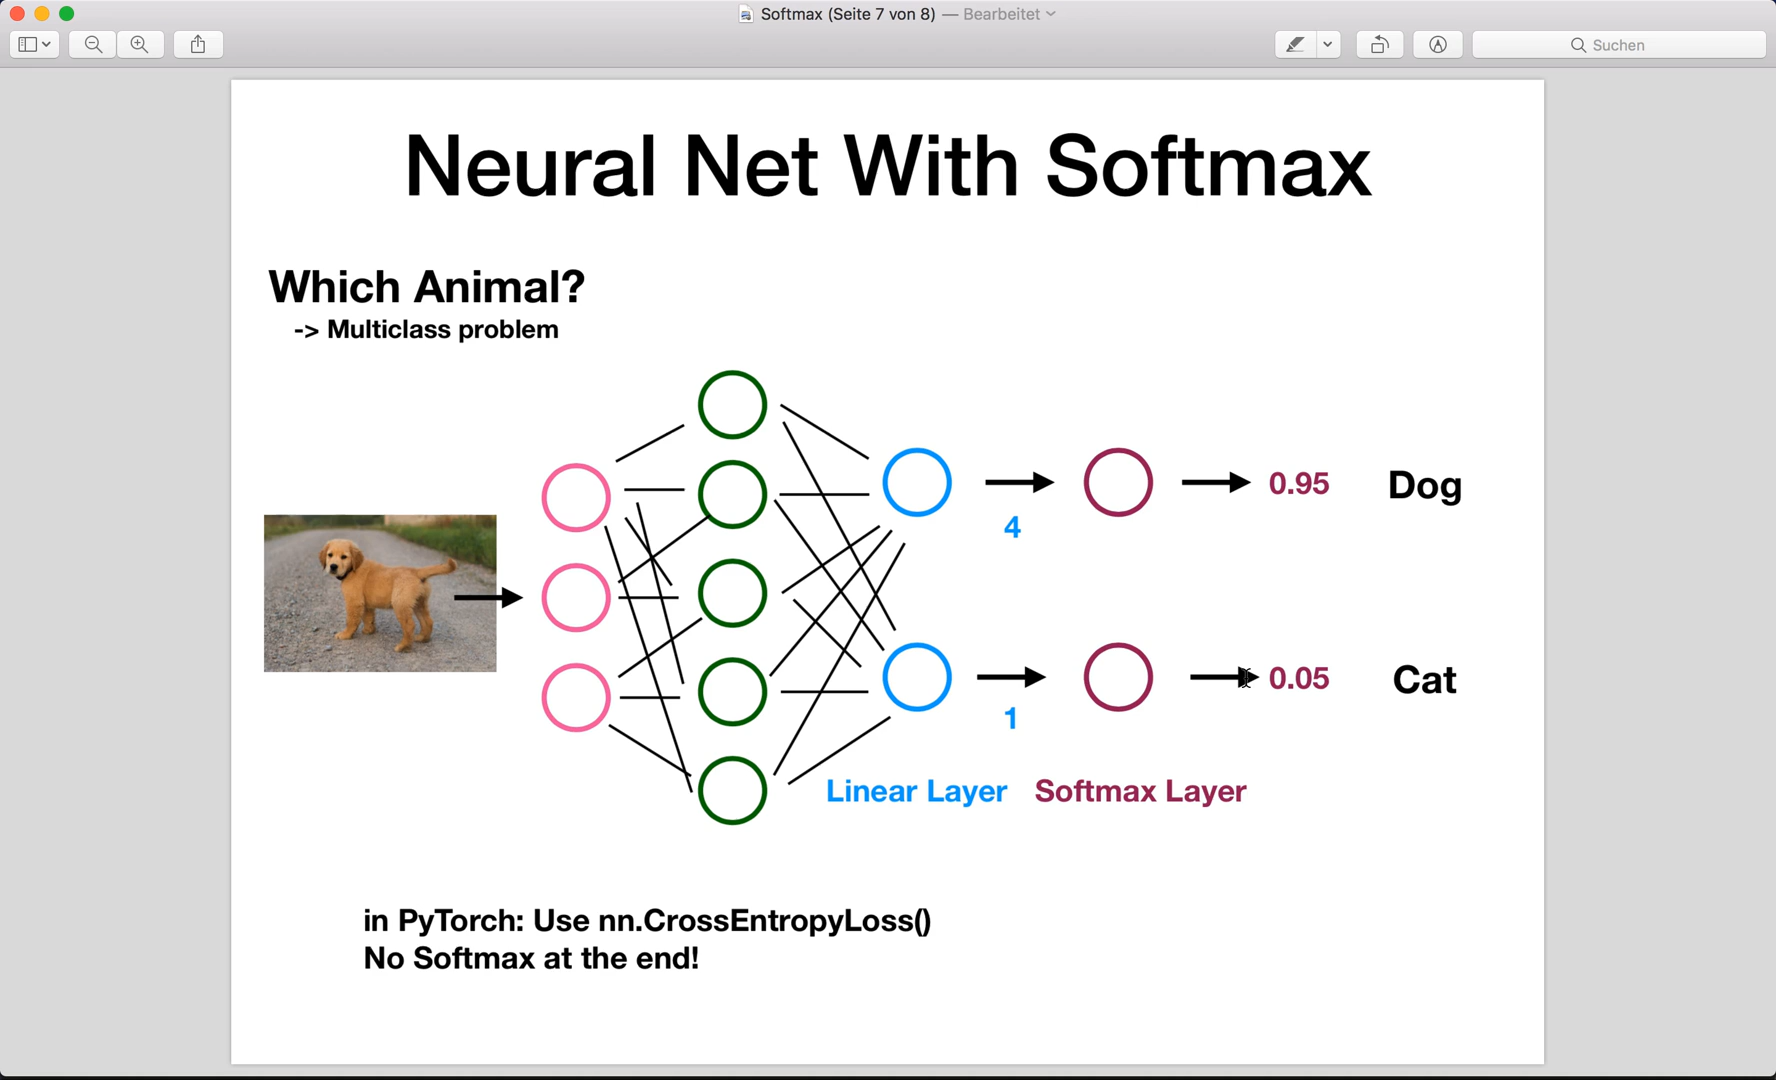 Softmax (Seite 7 von 8) — Bearbeitet
Suchen
Neural Net With Softmax
Which Animal?
-> Multiclass problem
0.95 Dog
4
0.05 Cat
1
Linear Layer Softmax Layer
in PyTorch: Use nn.CrossEntropyLoss()
No Softmax at the end!